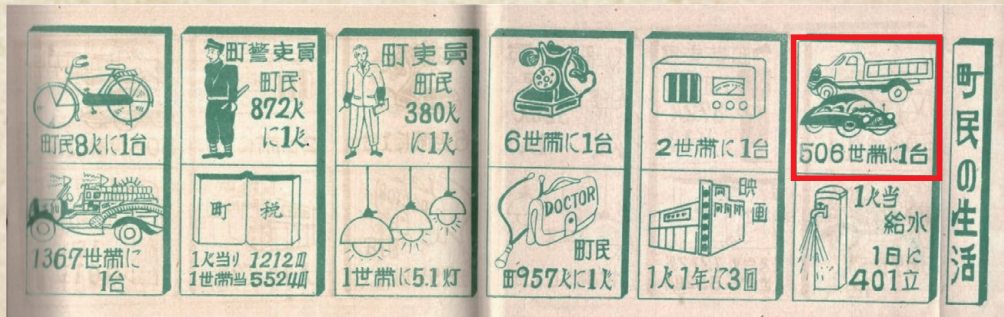 町民の生活
506世帯に1台
2世帯に1台
6世帯に1台
町吏員
町民
380人
に1人
町警吏員
町民
872人
に1人.
町民8人に1台
1人当
給水
1日に
401立
映画
1人1年に3回
DOCTOR
町民
町957人に1人
1世帯に5.1灯
町税
1人当り 1212円
1世帯当5524円
1367世帯に
1台